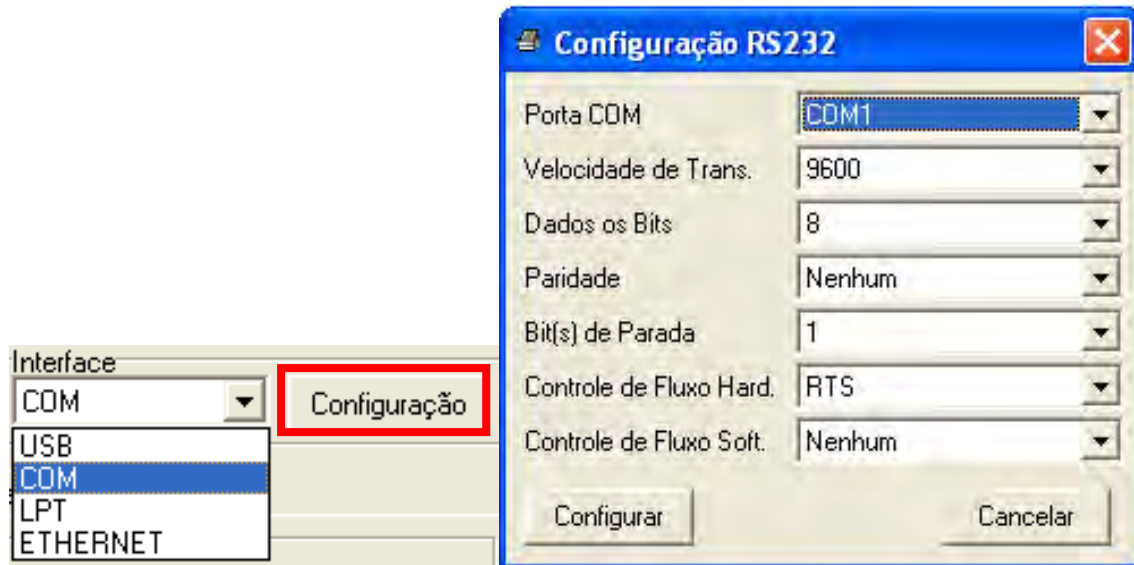 Configuração RS232
Porta COM COM1
Velocidade de Trans. 9600
Dados os Bits 8
Paridade Nenhum
Bit(s) de Parada 1
Controle de Fluxo Hard. RTS
Controle de Fluxo Soft. Nenhum
Configurar Cancelar
Interface
COM Configuração
USB
COM
LPT
ETHERNET